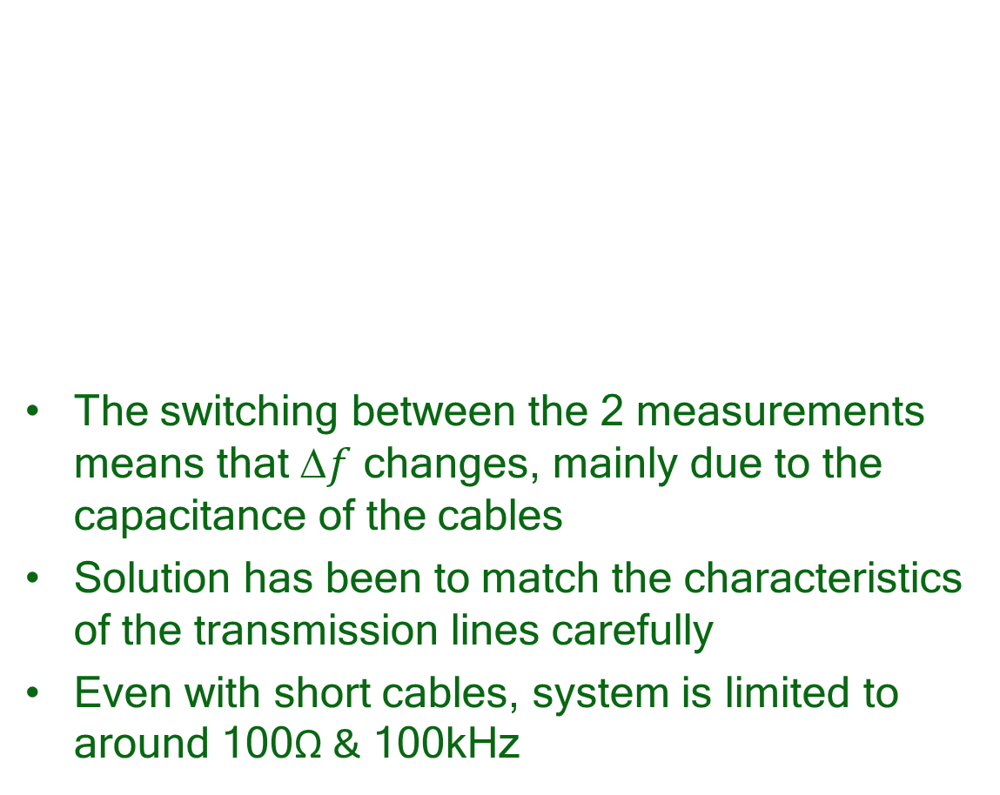 • The switching between the 2 measurements
means that Δf changes, mainly due to the
capacitance of the cables
• Solution has been to match the characteristics
of the transmission lines carefully
• Even with short cables, system is limited to
around 100Ω & 100kHz